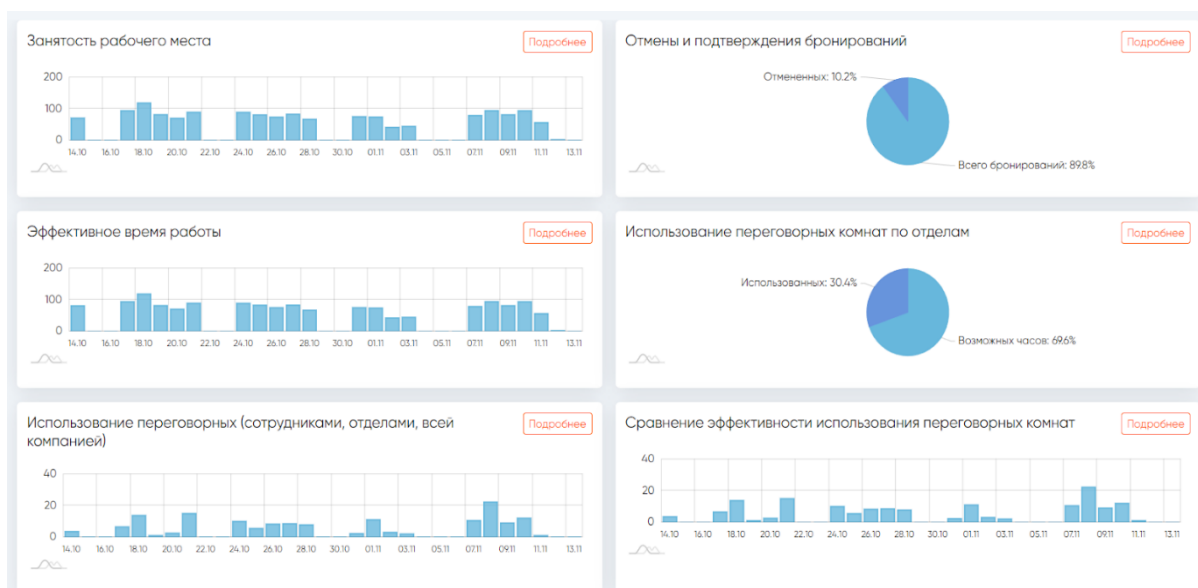 Занятость рабочего места
Подробнее
200
100
0
14.10 16.10 18.10 20.10 22.10 24.10 26.10 28.10 30.10 01.11 03.11 05.11 07.11 09.11 11.11 13.11
Отмены и подтверждения бронирований
Подробнее
Отмененных: 10.2%
Всего бронирований: 89.8%
Эффективное время работы
Подробнее
200
100
0
14.10 16.10 18.10 20.10 22.10 24.10 26.10 28.10 30.10 01.11 03.11 05.11 07.11 09.11 11.11 13.11
Использование переговорных комнат по отделам
Подробнее
Использованных: 30.4%
Возможных часов: 69.6%
Использование переговорных (сотрудниками, отделами, всей
компанией)
Подробнее
40
20
0
14.10 16.10 18.10 20.10 22.10 24.10 26.10 28.10 30.10 01.11 03.11 05.11 07.11 09.11 11.11 13.11
Сравнение эффективности использования переговорных комнат
Подробнее
40
20
0
14.10 16.10 18.10 20.10 22.10 24.10 26.10 28.10 30.10 01.11 03.11 05.11 07.11 09.11 11.11 13.11